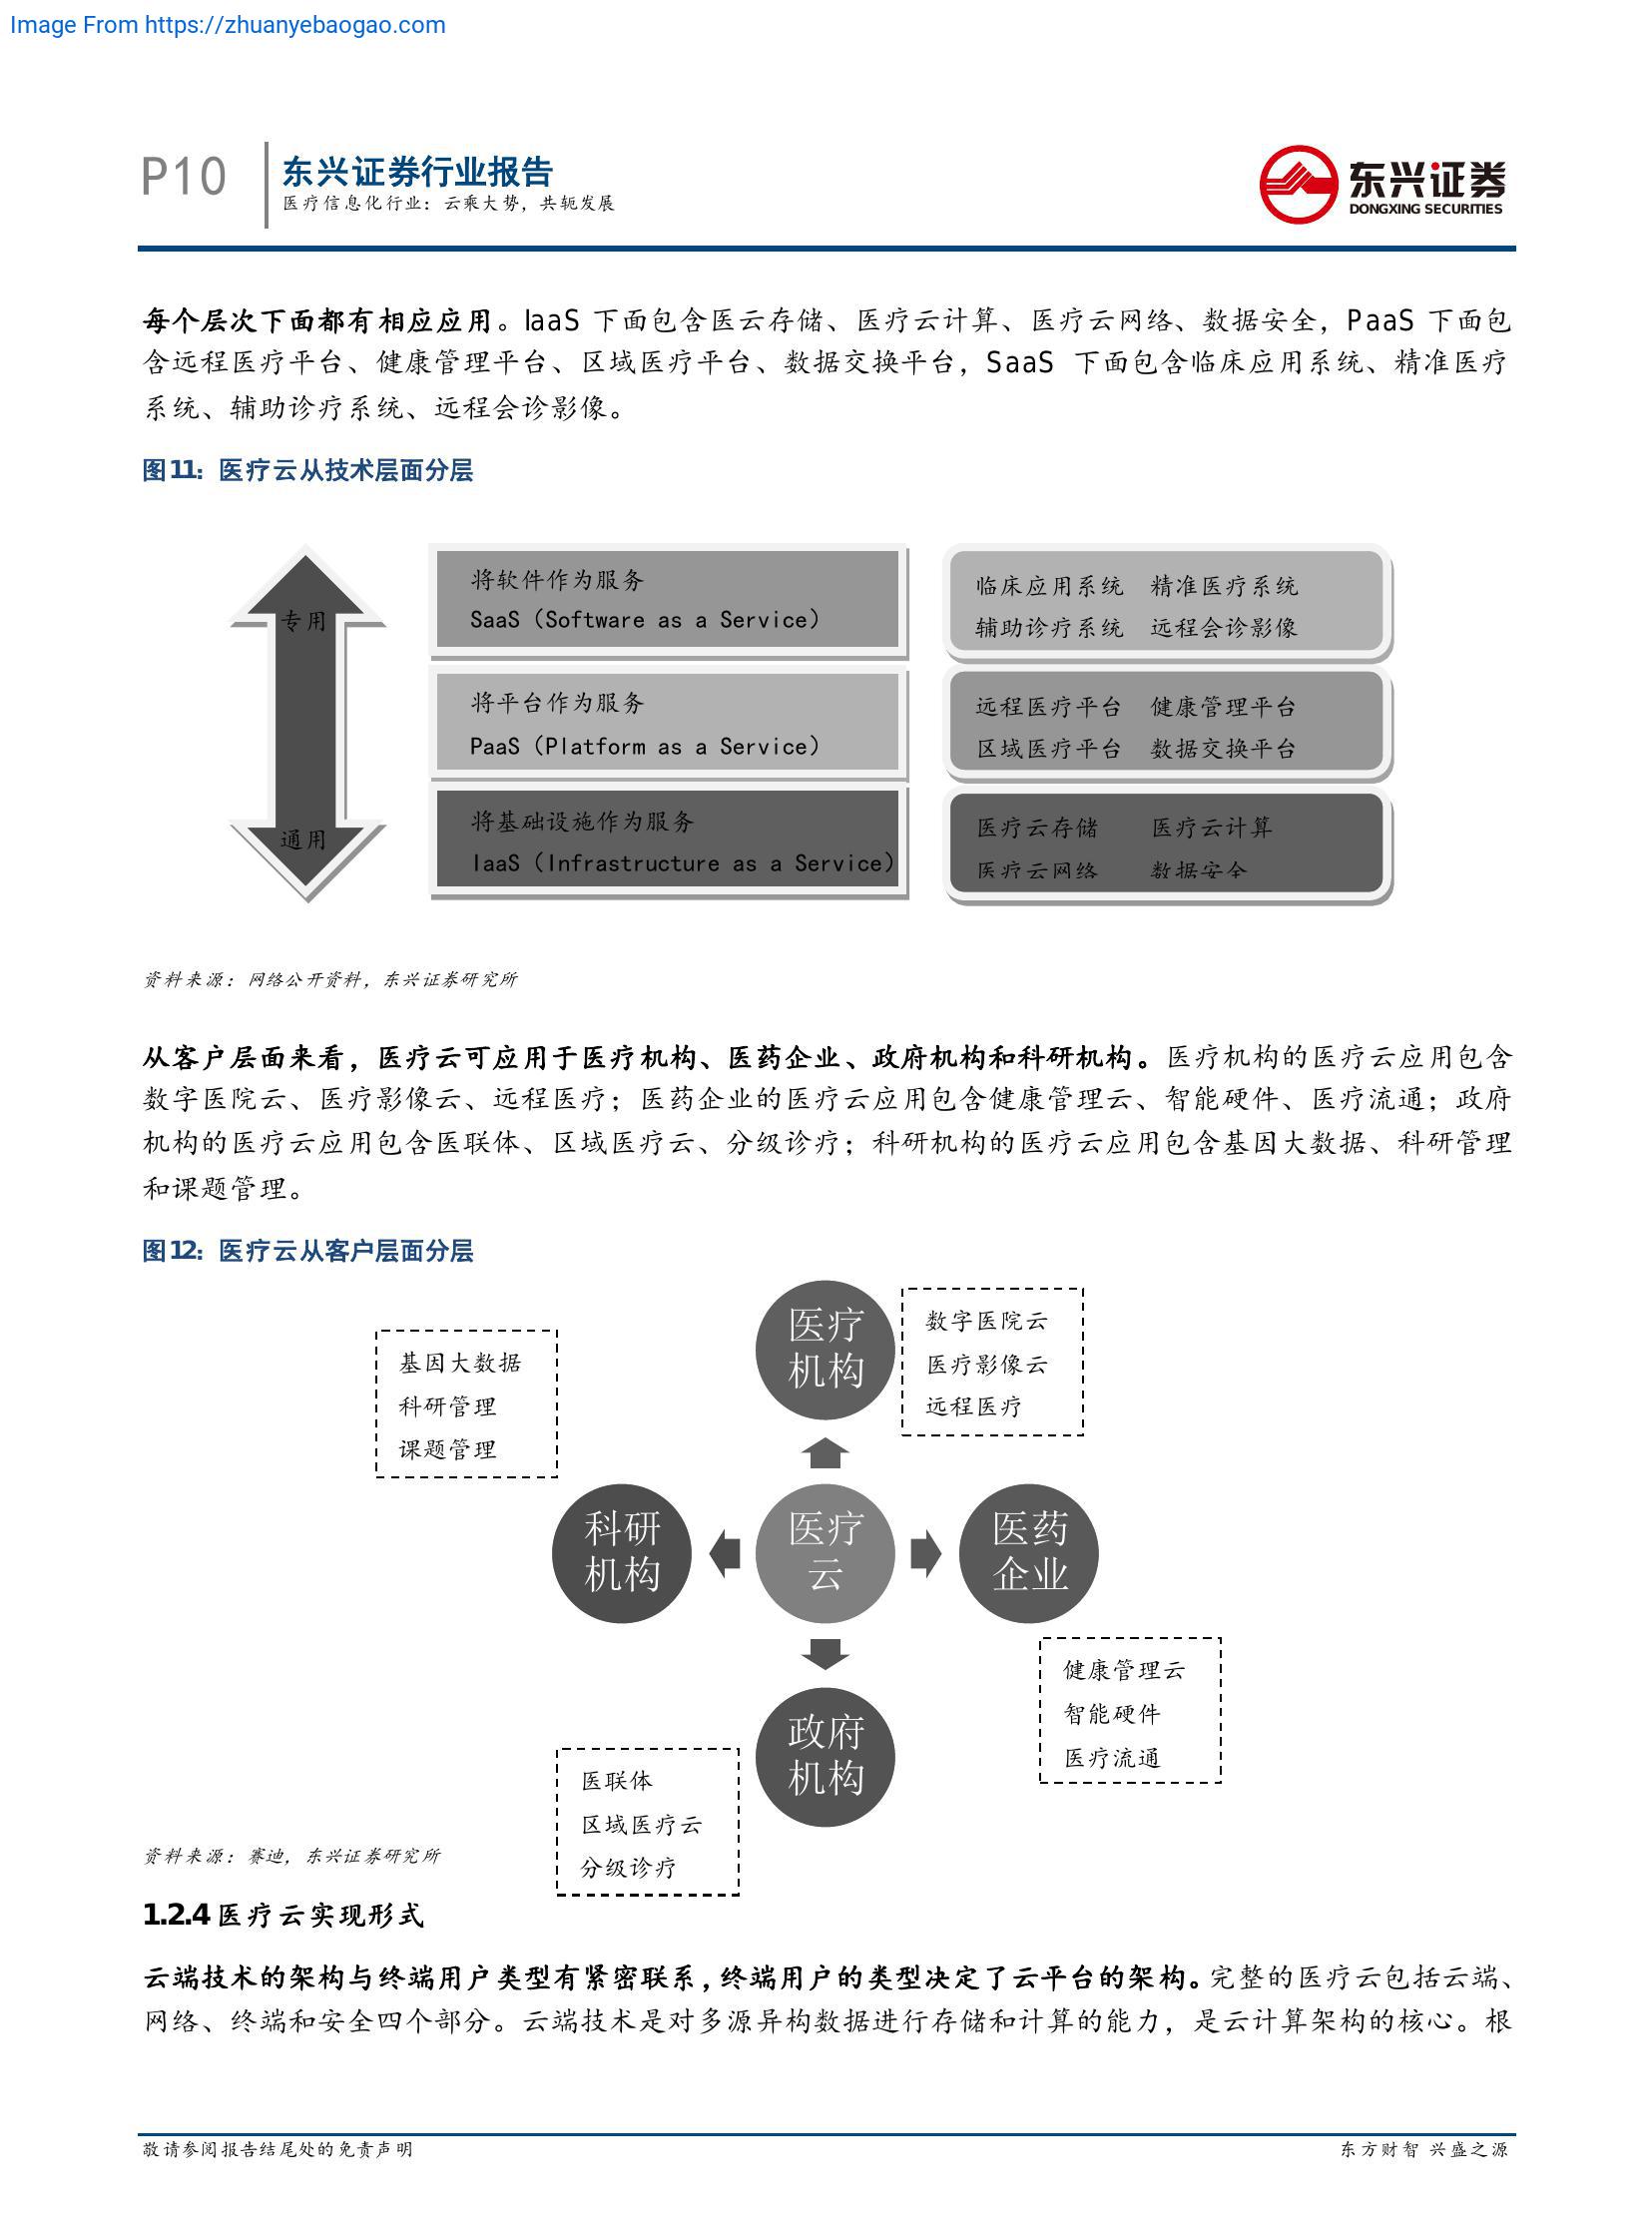 Image From https://zhuanyebaogao.com
P10
东兴证券行业报告
医疗信息化行业：云乘大势，共轭发展
东兴证券
DONGXING SECURITIES
每个层次下面都有相应应用。IaaS 下面包含医云存储、医疗云计算、医疗云网络、数据安全，PaaS 下面包
含远程医疗平台、健康管理平台、区域医疗平台、数据交换平台，SaaS 下面包含临床应用系统、精准医疗
系统、辅助诊疗系统、远程会诊影像。
图 11：医疗云从技术层面分层
专用
通用
将软件作为服务
SaaS（Software as a Service）
临床应用系统 精准医疗系统
辅助诊疗系统 远程会诊影像
将平台作为服务
PaaS（Platform as a Service）
远程医疗平台 健康管理平台
区域医疗平台 数据交换平台
将基础设施作为服务
IaaS（Infrastructure as a Service）
医疗云存储 医疗云计算
医疗云网络 数据安全
资料来源：网络公开资料，东兴证券研究所
从客户层面来看，医疗云可应用于医疗机构、医药企业、政府机构和科研机构。医疗机构的医疗云应用包含
数字医院云、医疗影像云、远程医疗；医药企业的医疗云应用包含健康管理云、智能硬件、医疗流通；政府
机构的医疗云应用包含医联体、区域医疗云、分级诊疗；科研机构的医疗云应用包含基因大数据、科研管理
和课题管理。
图 12：医疗云从客户层面分层
医疗
机构
数字医院云
医疗影像云
远程医疗
基因大数据
科研管理
课题管理
科研
机构
医疗
云
医药
企业
健康管理云
智能硬件
医疗流通
政府
机构
医联体
区域医疗云
分级诊疗
资料来源：赛迪，东兴证券研究所
1.2.4 医疗云实现形式
云端技术的架构与终端用户类型有紧密联系，终端用户的类型决定了云平台的架构。完整的医疗云包括云端、
网络、终端和安全四个部分。云端技术是对多源异构数据进行存储和计算的能力，是云计算架构的核心。根
敬请参阅报告结尾处的免责声明
东方财智 兴盛之源